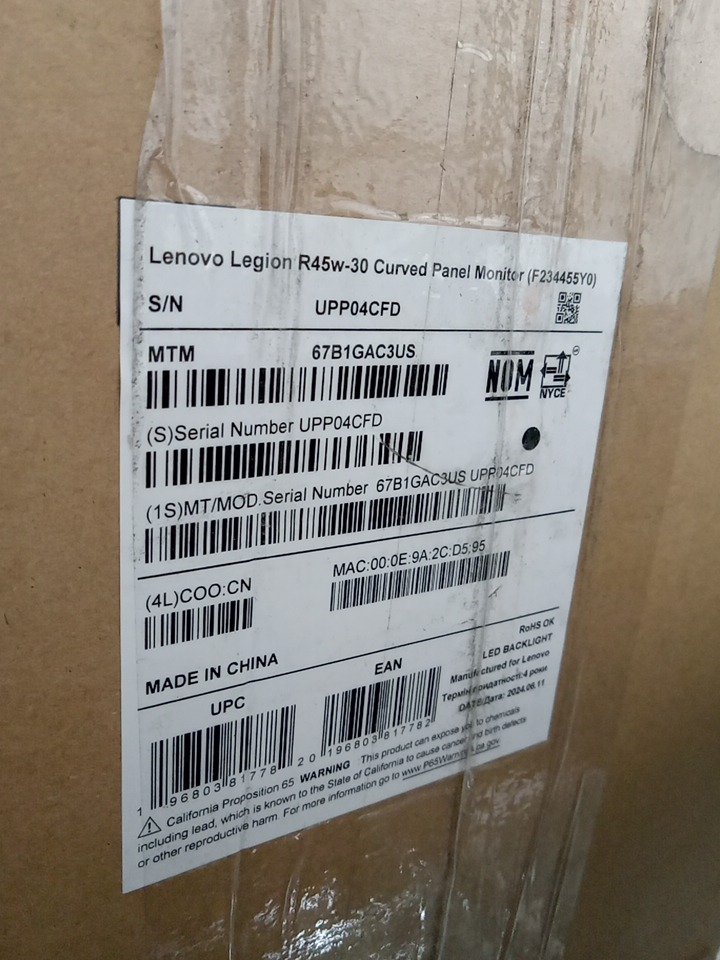 Lenovo Legion R45w-30 Curved Panel Monitor (F234455Y0)
S/N UPP04CFD
MTM 67B1GAC3US
NOM
NYCE
(S)Serial Number UPP04CFD
(1S)MT/MOD.Serial Number 67B1GAC3US UPP04CFD
(4L)COO:CN
MAC:00:0E:9A:2C:D5:95
MADE IN CHINA
RoHS OK
LED BACKLIGHT
Manufactured for Lenovo
Термін придатності:4 роки
DATE/Дата: 2024.06.11
UPC
1 96803 81778 2
EAN
0 196803 817782
California Proposition 65 WARNING This product can expose you to chemicals
including lead, which is known to the State of California to cause cancer and birth defects
or other reproductive harm. For more information go to www.P65Warnings.ca.gov